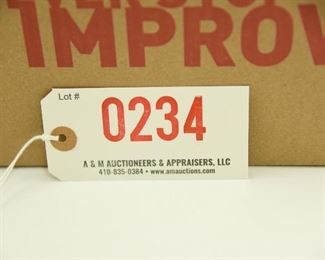 IMPROV
Lot #
0234
A & M AUCTIONEERS & APPRAISERS, LLC
410-835-0384 • www.amauctions.com